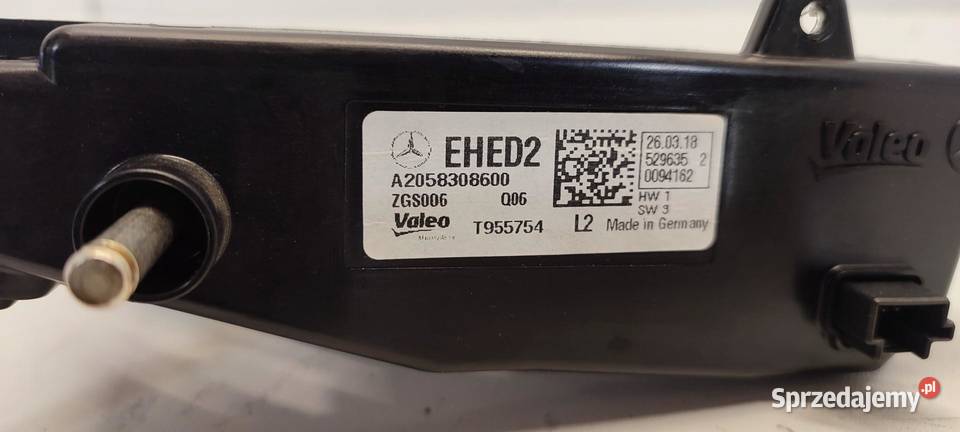 EHED2
A2058308600
ZGS006 Q06
Valeo T955754 L2 Made in Germany
26.03.18
529635 2
0094162
HW 1
SW 3
Valeo
Sprzedajemy.pl